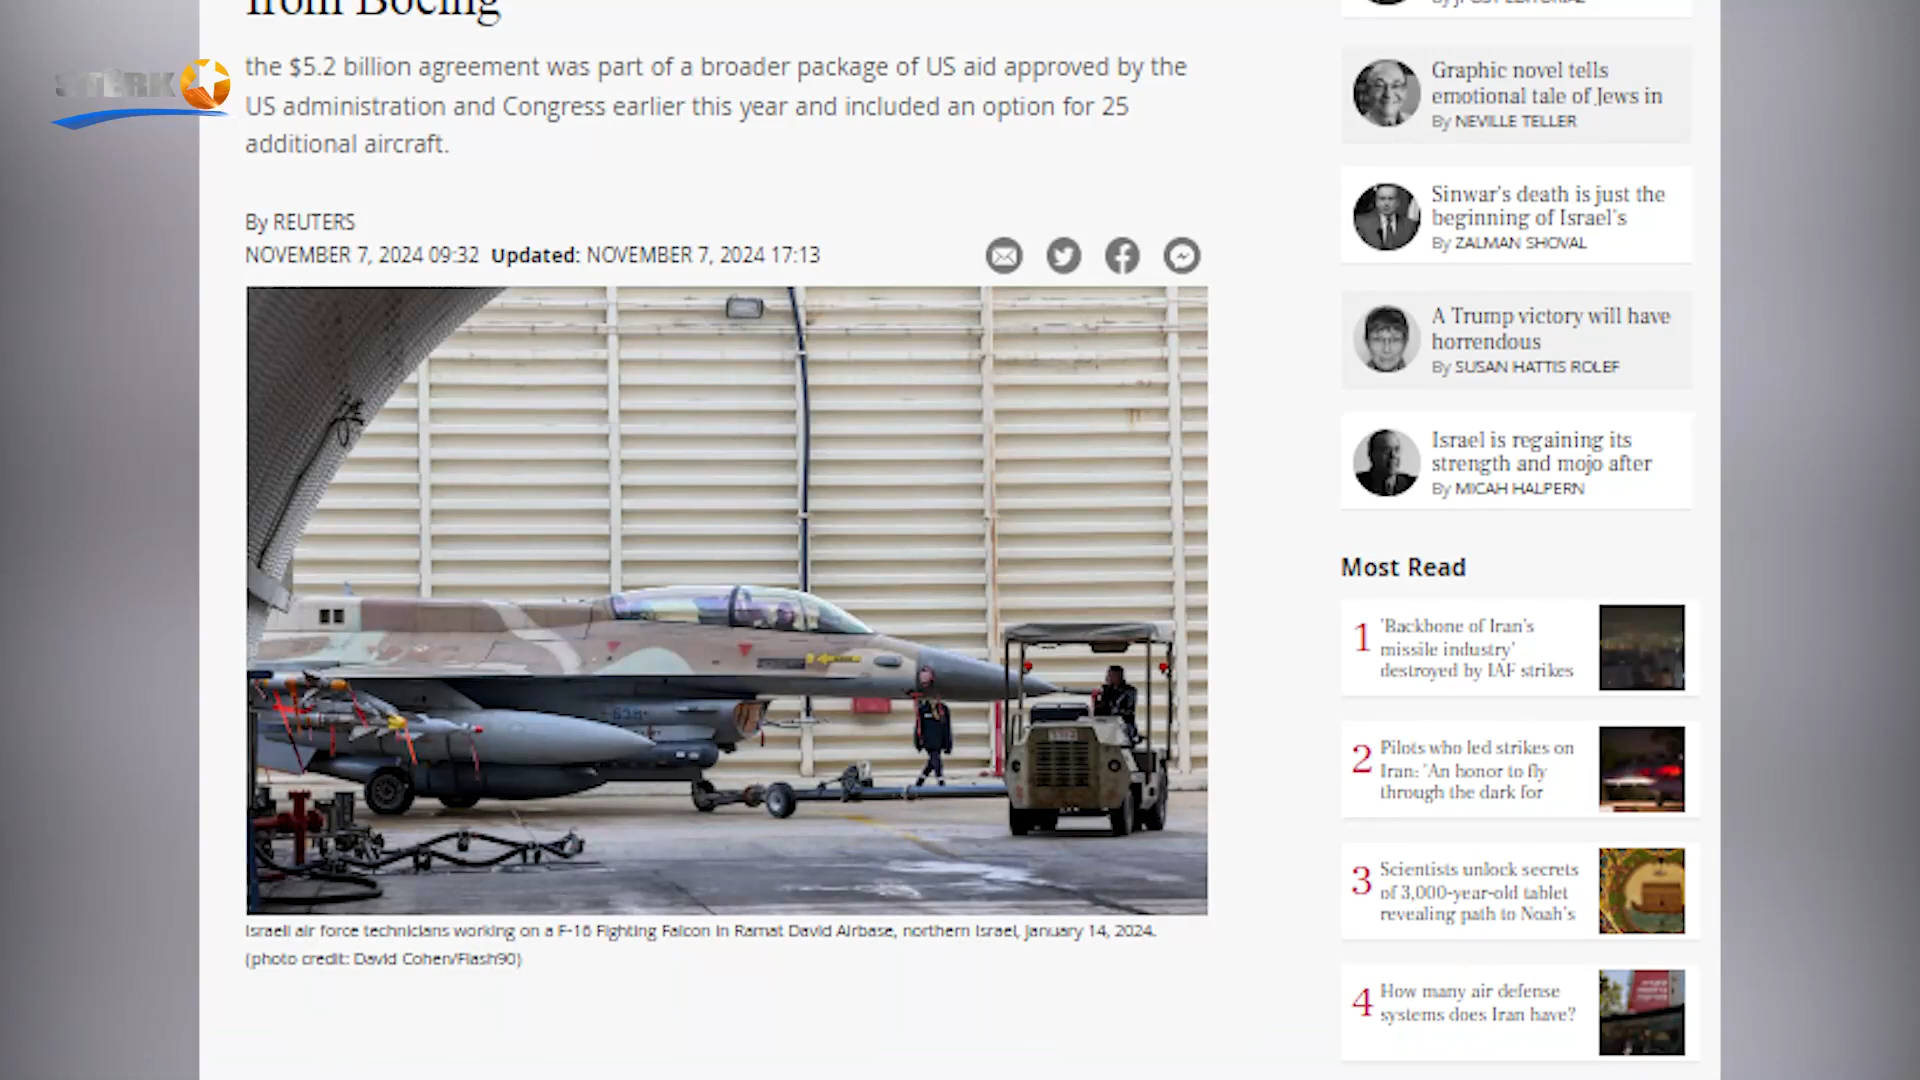 from Boeing
STÊRK
the $5.2 billion agreement was part of a broader package of US aid approved by the
US administration and Congress earlier this year and included an option for 25
additional aircraft.
By REUTERS
NOVEMBER 7, 2024 09:32 Updated: NOVEMBER 7, 2024 17:13
Israeli air force technicians working on a F-16 Fighting Falcon in Ramat David Airbase, northern Israel, January 14, 2024.
(photo credit: David Cohen/Flash90)
By JPOST EDITORIAL
Graphic novel tells
emotional tale of Jews in
By NEVILLE TELLER
Sinwar's death is just the
beginning of Israel's
By ZALMAN SHOVAL
A Trump victory will have
horrendous
By SUSAN HATTIS ROLEF
Israel is regaining its
strength and mojo after
By MICAH HALPERN
Most Read
1 'Backbone of Iran's
missile industry'
destroyed by IAF strikes
2 Pilots who led strikes on
Iran: 'An honor to fly
through the dark for
3 Scientists unlock secrets
of 3,000-year-old tablet
revealing path to Noah's
4 How many air defense
systems does Iran have?